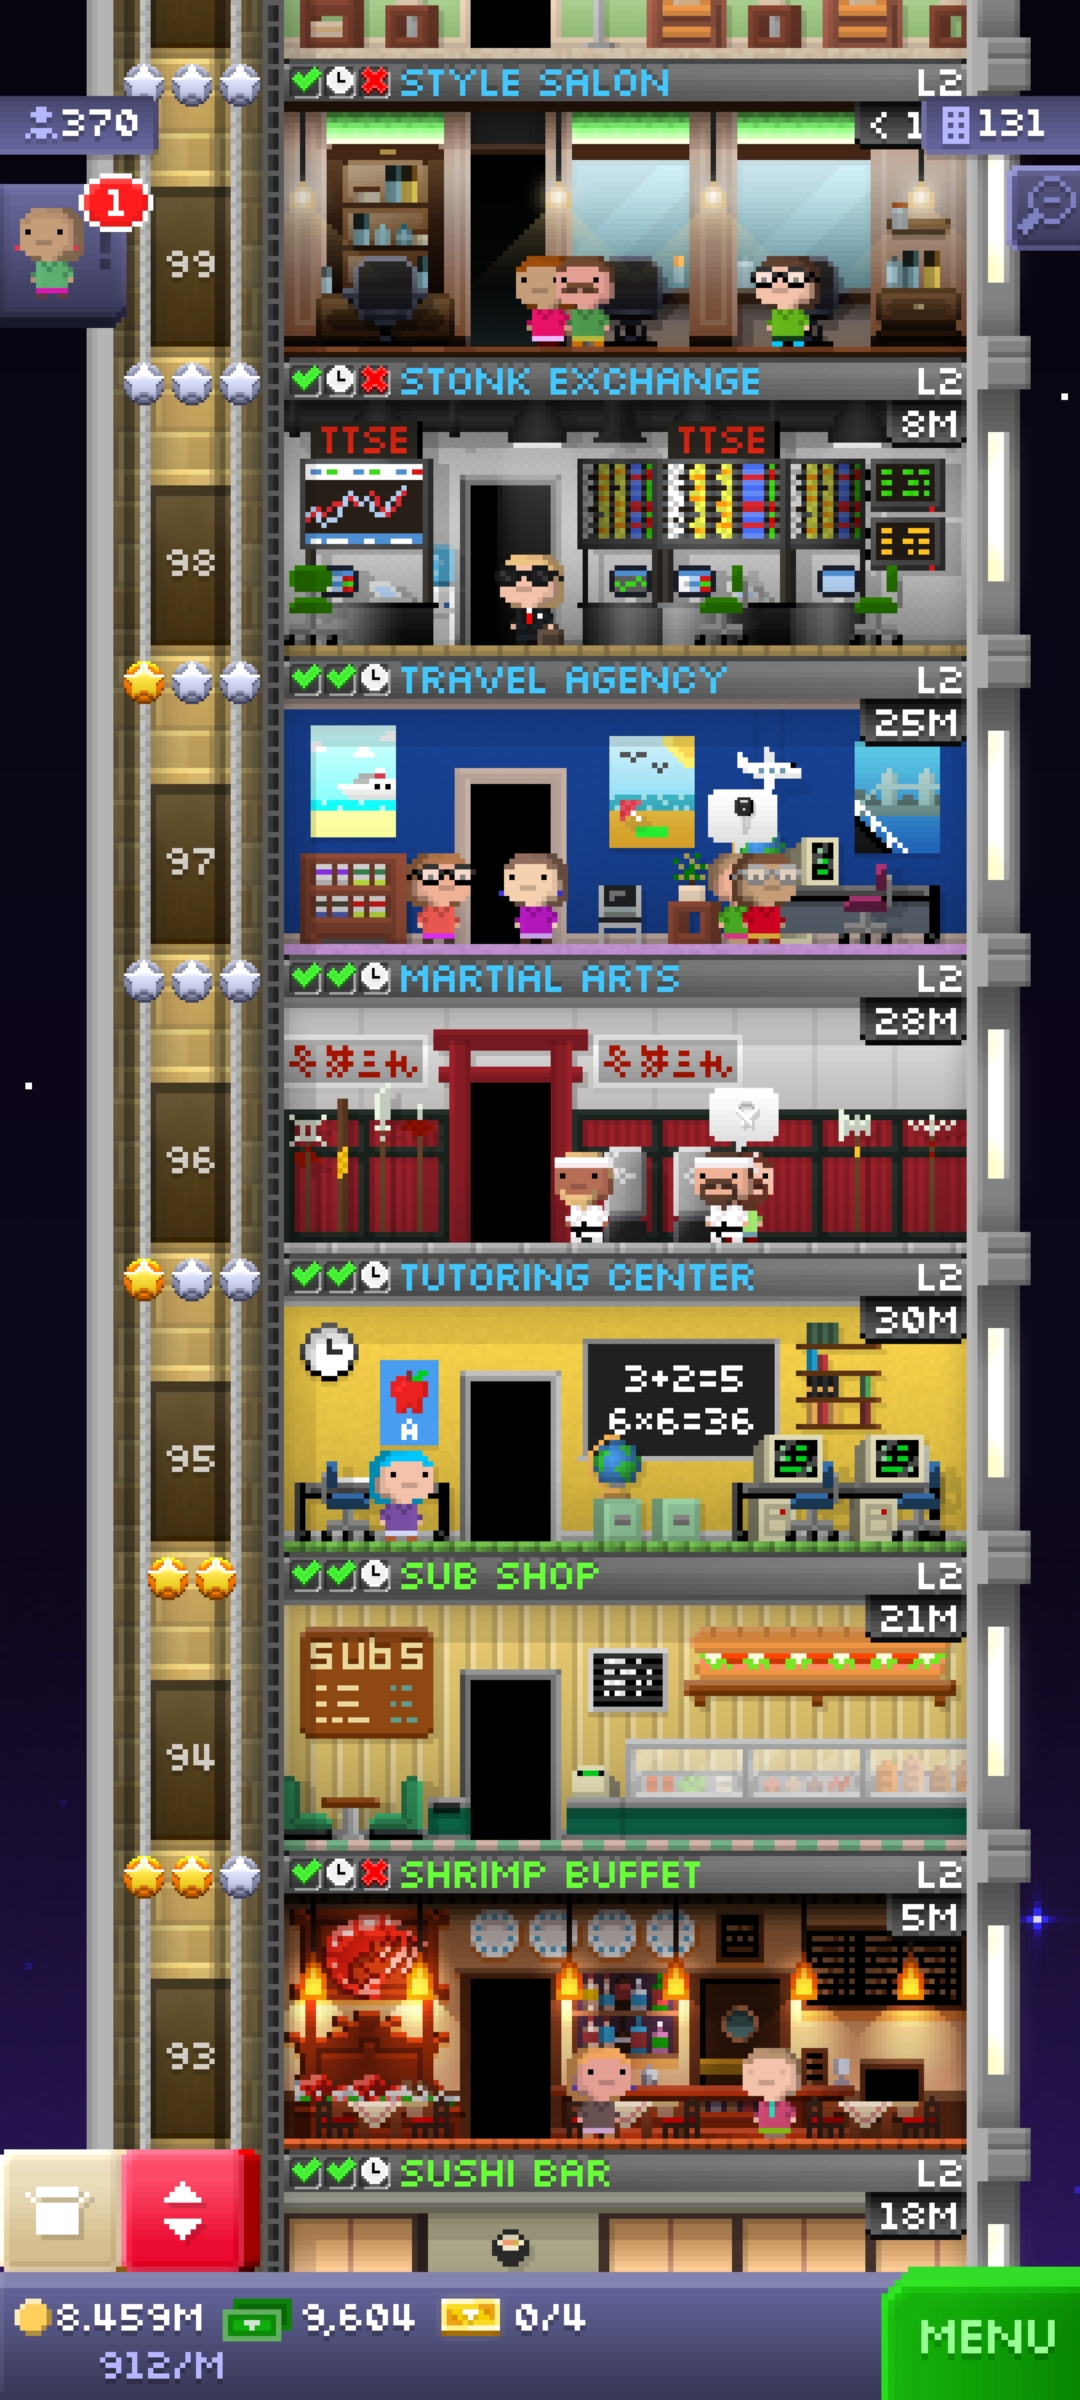 STYLE SALON L2
370
< 1
131
1
99
STONK EXCHANGE L2
8M
TTSE TTSE
98
TRAVEL AGENCY L2
25M
97
MARTIAL ARTS L2
28M
96
TUTORING CENTER L2
30M
3+2=5
6x6=36
A
95
SUB SHOP L2
21M
SUBS
94
SHRIMP BUFFET L2
5M
93
SUSHI BAR L2
18M
8.459M 9,604 0/4
912/M
MENU